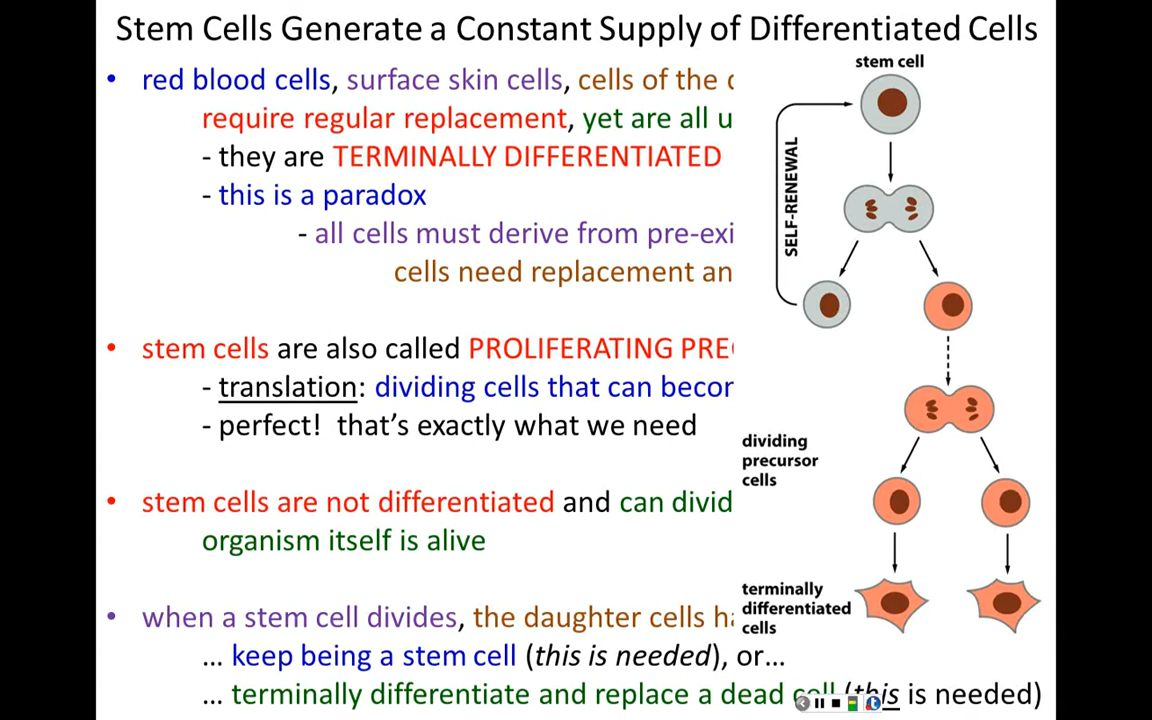 Stem Cells Generate a Constant Supply of Differentiated Cells
• red blood cells, surface skin cells, cells of the
require regular replacement, yet are all
- they are TERMINALLY DIFFERENTIATED
- this is a paradox
- all cells must derive from
cells need replacement
• stem cells are also called PROLIFERATING
- translation: dividing cells that can
- perfect! that's exactly what we need
• stem cells are not differentiated and can
organism itself is alive
• when a stem cell divides, the daughter cells
... keep being a stem cell (this is needed), or...
... terminally differentiate and replace a dead cell (this is needed)
stem cell
SELF-RENEWAL
dividing
precursor
cells
terminally
differentiated
cells